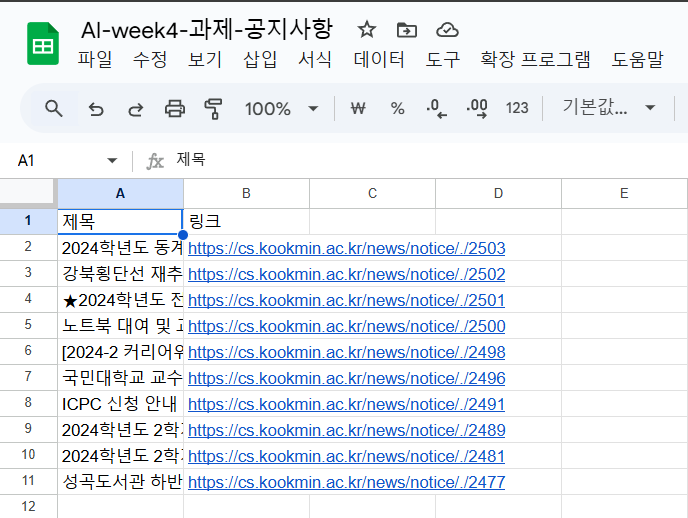 AI-week4-과제-공지사항
파일 수정 보기 삽입 서식 데이터 도구 확장 프로그램 도움말
100% ₩ % .0 .00 123 기본값...
A1 fx 제목
A B C D E
1 제목 링크
2 2024학년도 동계 https://cs.kookmin.ac.kr/news/notice/./2503
3 강북횡단선 재추 https://cs.kookmin.ac.kr/news/notice/./2502
4 ★2024학년도 전 https://cs.kookmin.ac.kr/news/notice/./2501
5 노트북 대여 및 https://cs.kookmin.ac.kr/news/notice/./2500
6 [2024-2 커리어위 https://cs.kookmin.ac.kr/news/notice/./2498
7 국민대학교 교수 https://cs.kookmin.ac.kr/news/notice/./2496
8 ICPC 신청 안내 https://cs.kookmin.ac.kr/news/notice/./2491
9 2024학년도 2학 https://cs.kookmin.ac.kr/news/notice/./2489
10 2024학년도 2학 https://cs.kookmin.ac.kr/news/notice/./2481
11 성곡도서관 하반 https://cs.kookmin.ac.kr/news/notice/./2477
12